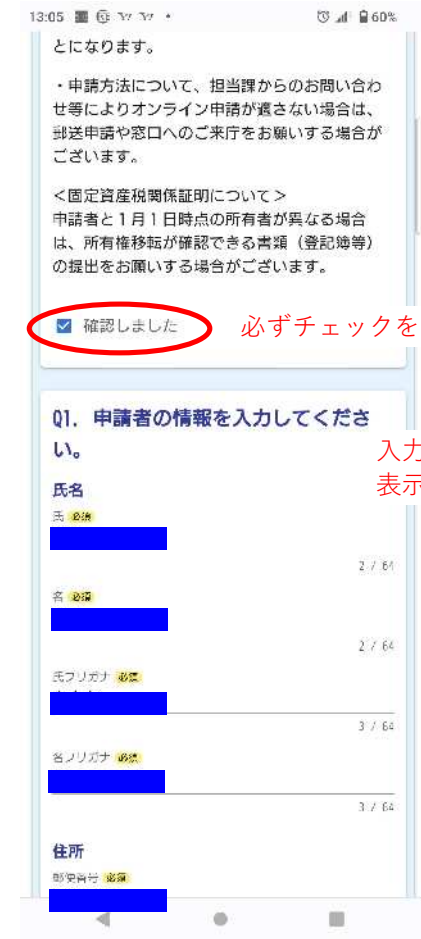 13:05
60%
とになります。
・申請方法について、担当課からのお問い合わ
せ等によりオンライン申請が適さない場合は、
郵送申請や窓口へのご来庁をお願いする場合が
ございます。
<固定資産税関係証明について>
申請者と1月1日時点の所有者が異なる場合
は、所有権移転が確認できる書類（登記簿等）
の提出をお願いする場合がございます。
確認しました
必ずチェックを
Q1. 申請者の情報を入力してくださ
い。
入力
表示
氏名
氏 必須
2 / 64
名 必須
2 / 64
氏フリガナ 必須
3 / 64
名フリガナ 必須
3 / 64
住所
郵便番号 必須